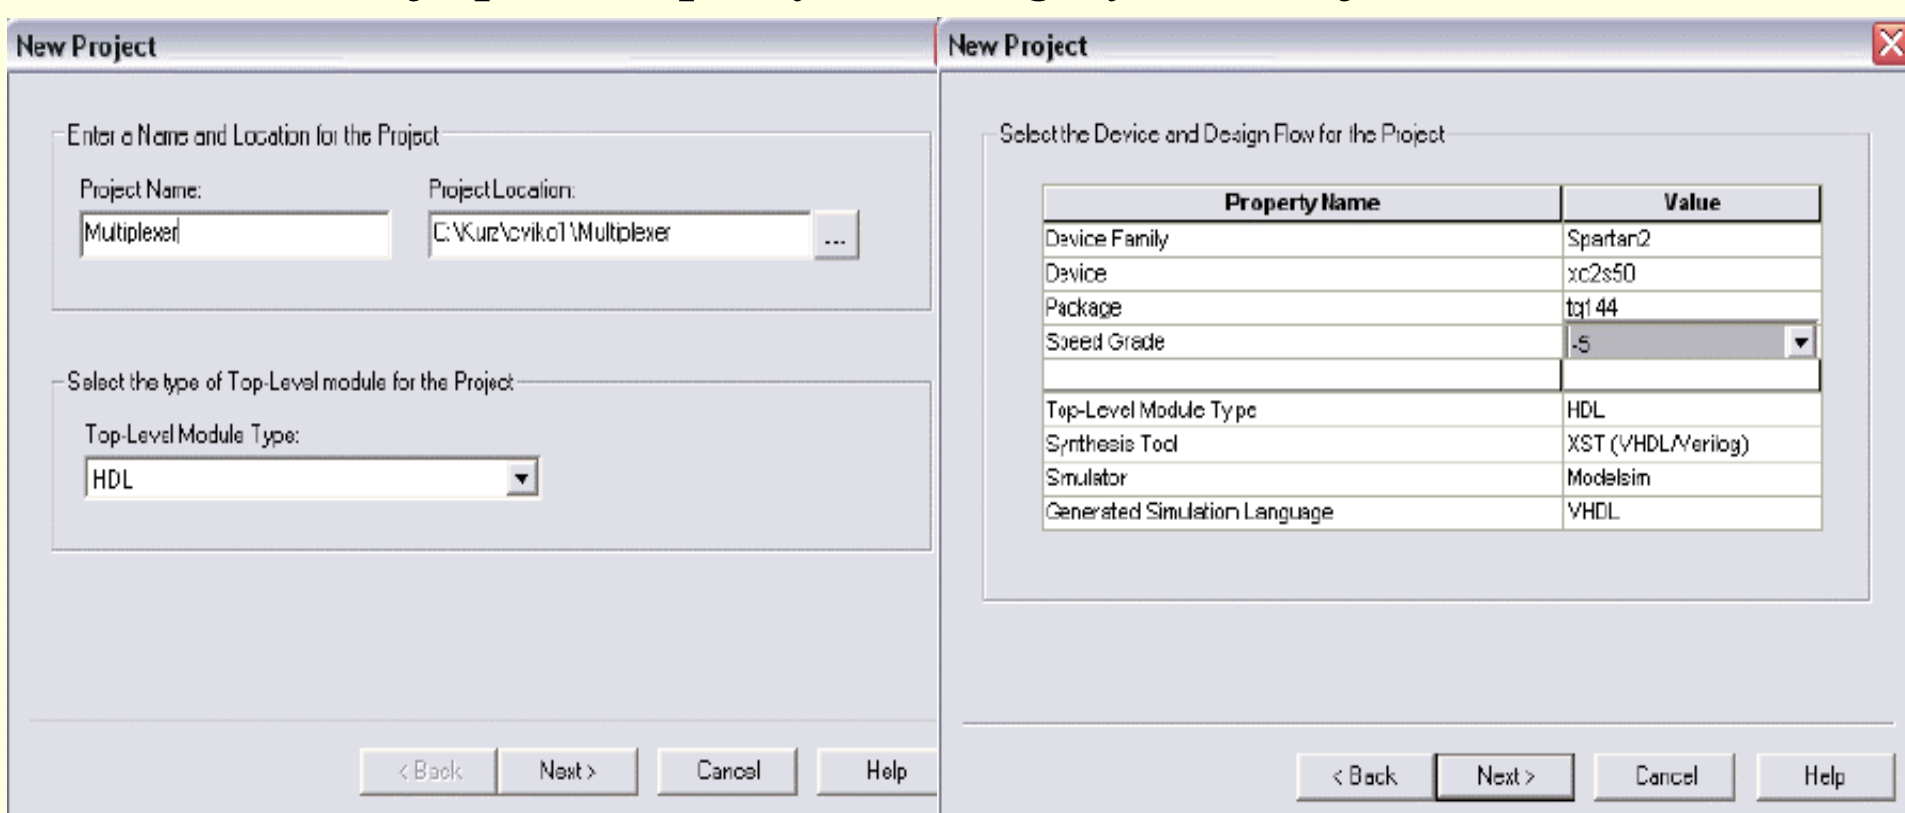 New Project
Enter a Name and Location for the Project
Project Name:
Project Location:
Multiplexer
C:\Kurz\cviko1\Multiplexer
...
Select the type of Top-Level module for the Project
Top-Level Module Type:
HDL
< Back
Next >
Cancel
Help
New Project
Select the Device and Design Flow for the Project
Property Name Value
Device Family Spartan2
Device xc2s50
Package tq144
Speed Grade -5
Top-Level Module Type HDL
Synthesis Tool XST (VHDL/Verilog)
Simulator Modelsim
Generated Simulation Language VHDL
< Back
Next >
Cancel
Help